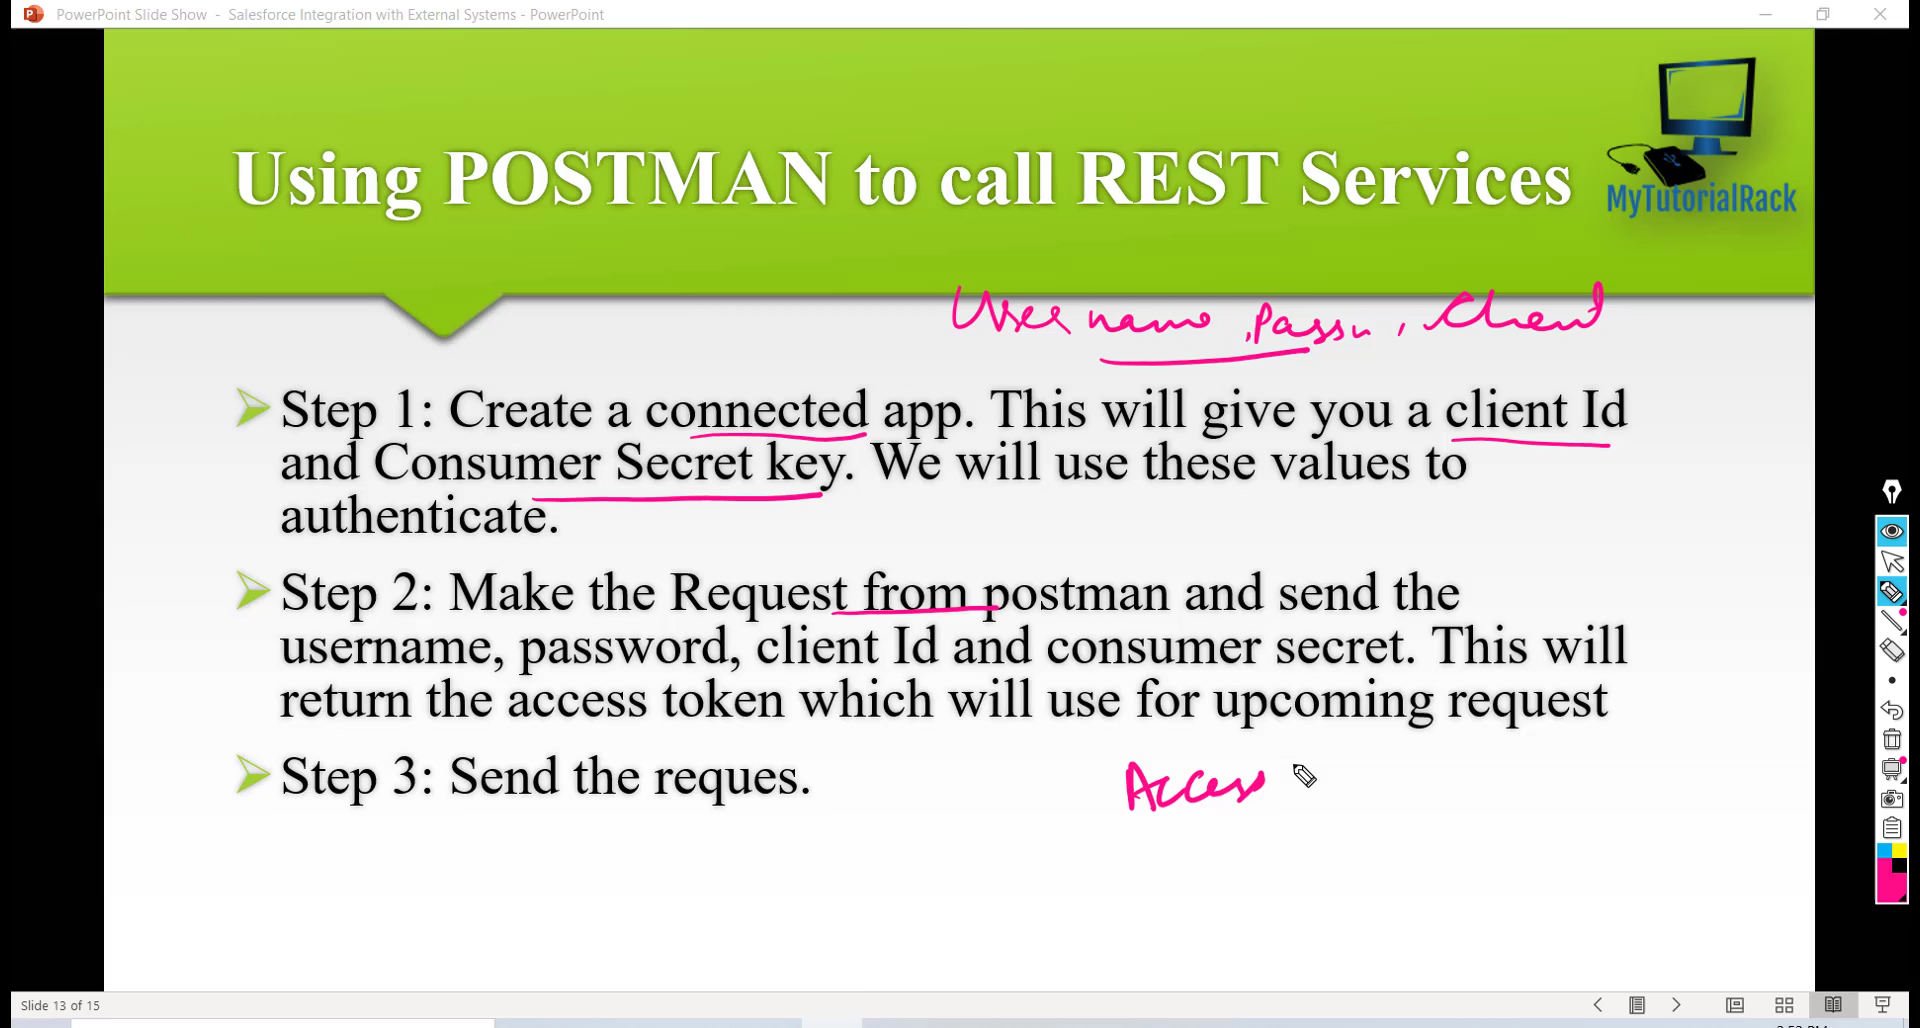 PowerPoint Slide Show - Salesforce Integration with External Systems - PowerPoint
Using POSTMAN to call REST Services
MyTutorialRack
User name, Passw, Client
Step 1: Create a connected app. This will give you a client Id
and Consumer Secret key. We will use these values to
authenticate.
Step 2: Make the Request from postman and send the
username, password, client Id and consumer secret. This will
return the access token which will use for upcoming request
Step 3: Send the reques.
Access
Slide 13 of 15